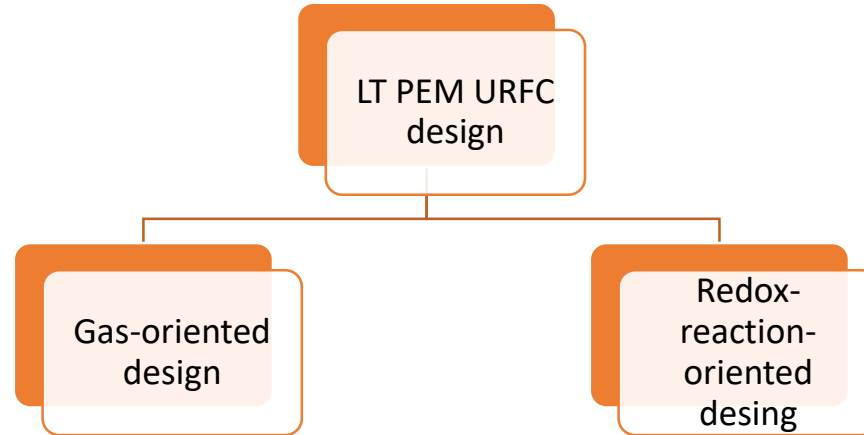 LT PEM URFC
design
Gas-oriented
design
Redox-
reaction-
oriented
desing